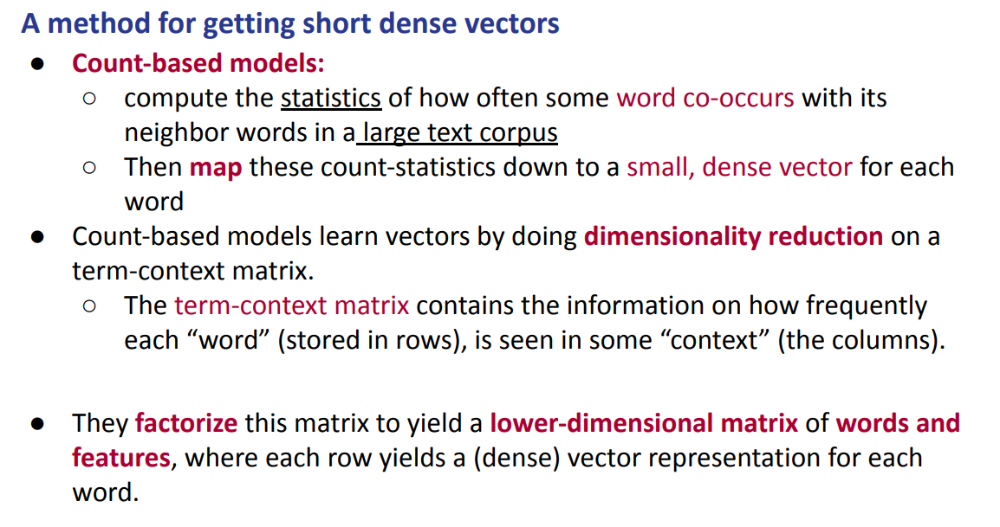 A method for getting short dense vectors
● Count-based models:
○ compute the statistics of how often some word co-occurs with its
neighbor words in a large text corpus
○ Then map these count-statistics down to a small, dense vector for each
word
● Count-based models learn vectors by doing dimensionality reduction on a
term-context matrix.
○ The term-context matrix contains the information on how frequently
each “word” (stored in rows), is seen in some “context” (the columns).
● They factorize this matrix to yield a lower-dimensional matrix of words and
features, where each row yields a (dense) vector representation for each
word.